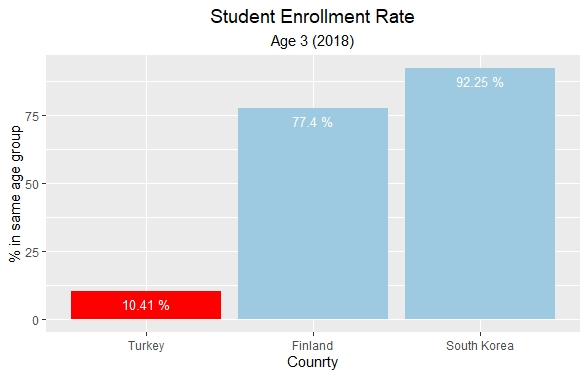 Student Enrollment Rate
Age 3 (2018)
% in same age group
75
50
25
0
10.41 %
77.4 %
92.25 %
Turkey
Finland
South Korea
Counrty